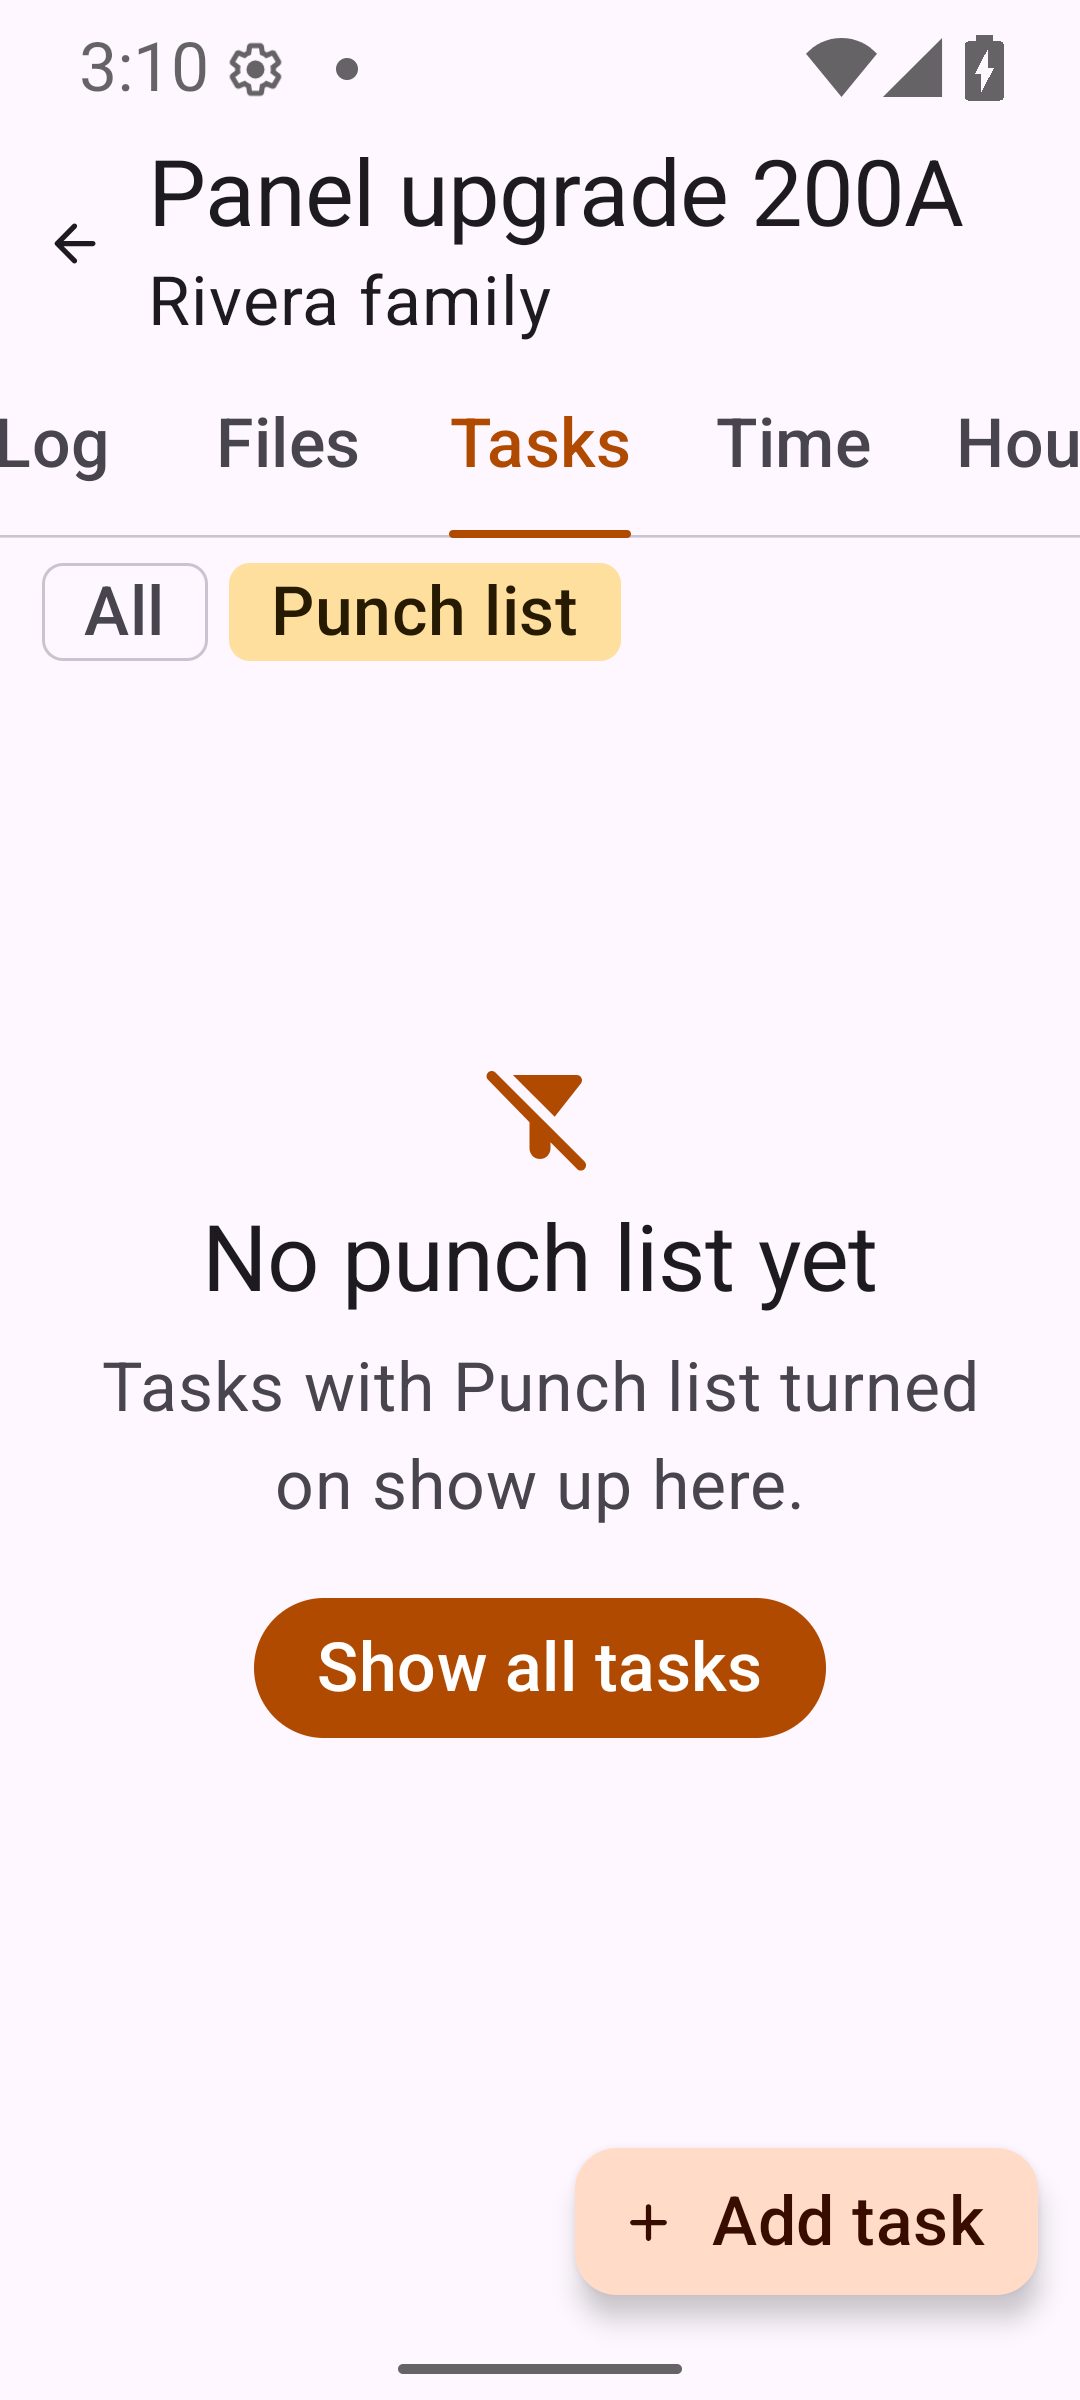 3:10
Panel upgrade 200A
Rivera family
Log Files Tasks Time Hou
All Punch list
No punch list yet
Tasks with Punch list turned
on show up here.
Show all tasks
+ Add task